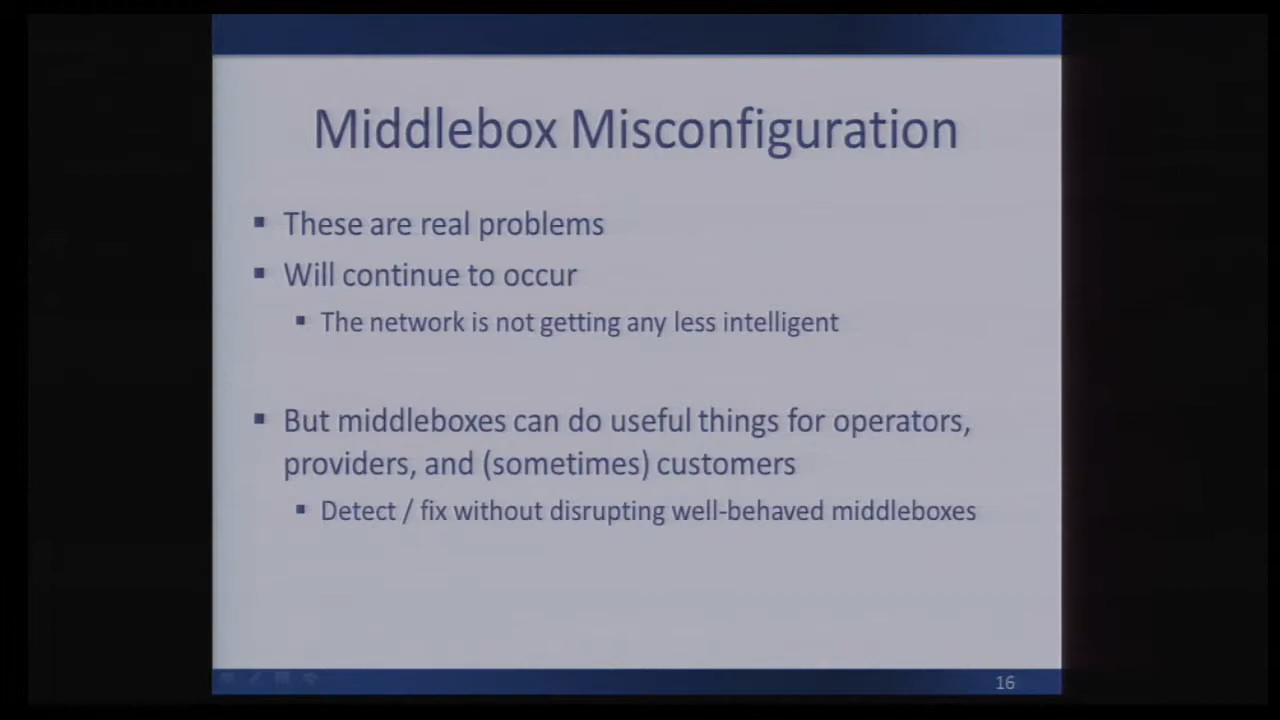 Middlebox Misconfiguration
▪ These are real problems
▪ Will continue to occur
▪ The network is not getting any less intelligent
▪ But middleboxes can do useful things for operators,
providers, and (sometimes) customers
▪ Detect / fix without disrupting well-behaved middleboxes
16